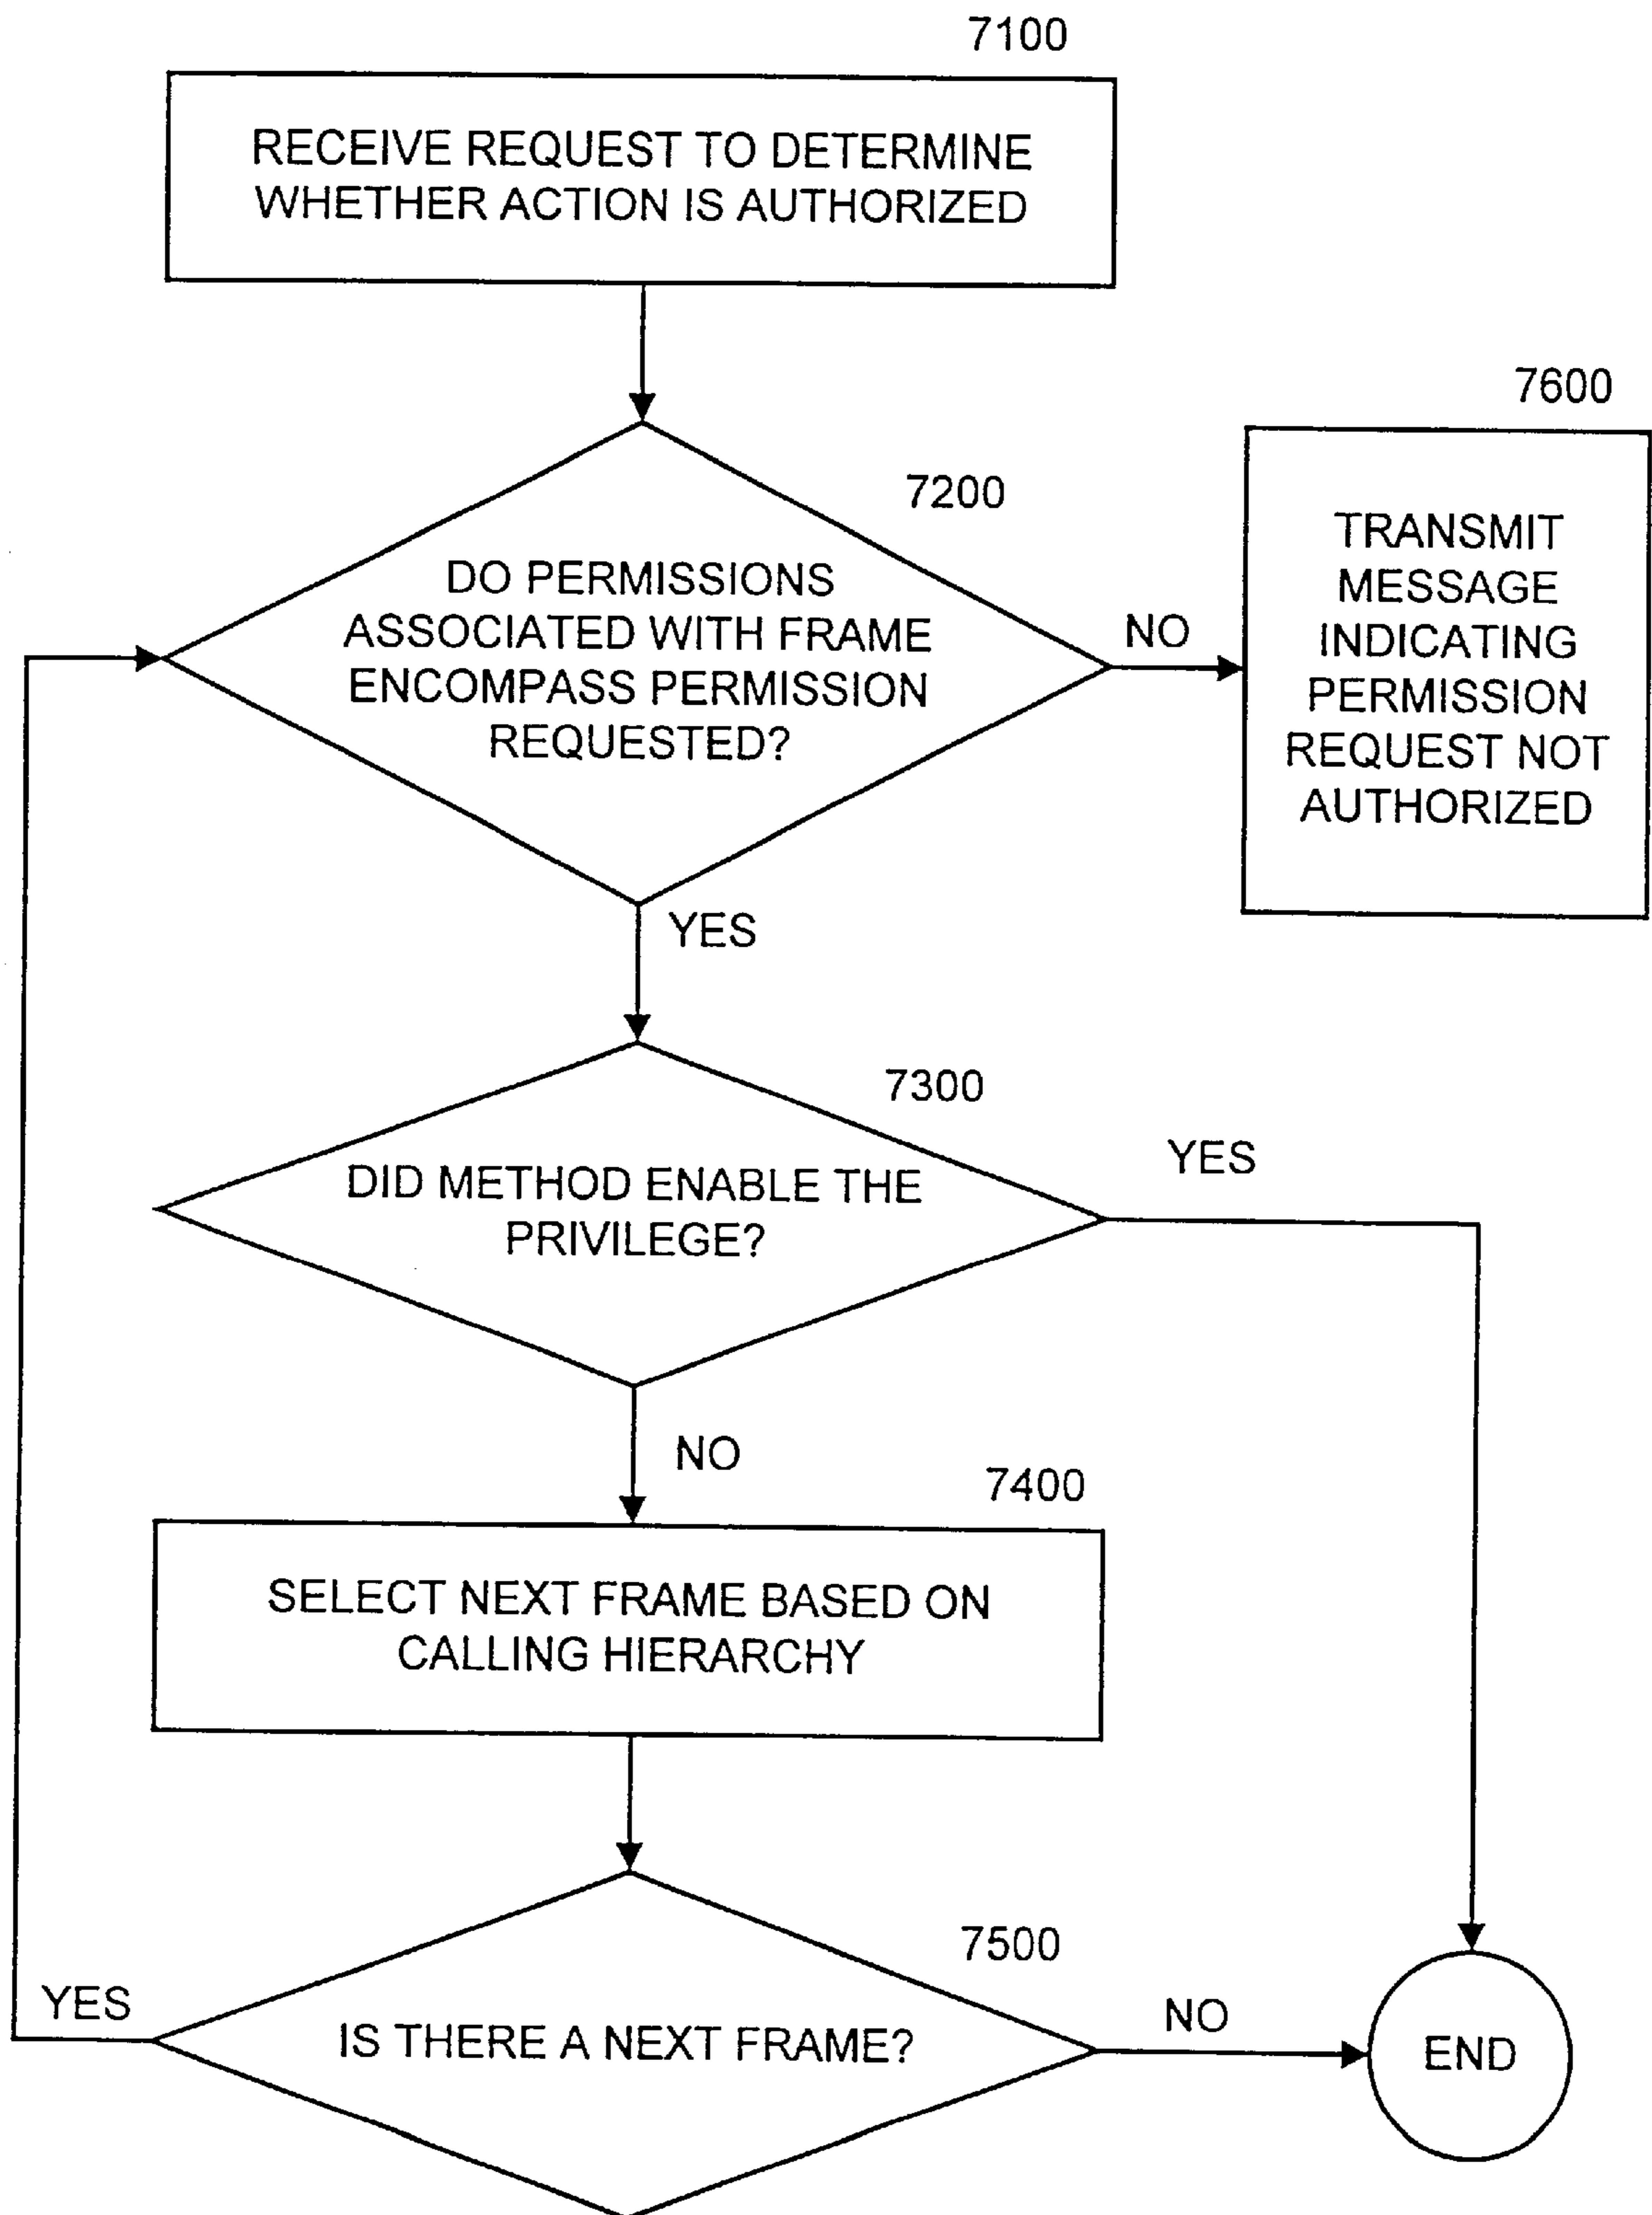 7100
RECEIVE REQUEST TO DETERMINE
WHETHER ACTION IS AUTHORIZED
7200
DO PERMISSIONS
ASSOCIATED WITH FRAME
ENCOMPASS PERMISSION
REQUESTED?
NO
7600
TRANSMIT
MESSAGE
INDICATING
PERMISSION
REQUEST NOT
AUTHORIZED
YES
7300
DID METHOD ENABLE THE
PRIVILEGE?
YES
NO
7400
SELECT NEXT FRAME BASED ON
CALLING HIERARCHY
7500
IS THERE A NEXT FRAME?
YES
NO
END